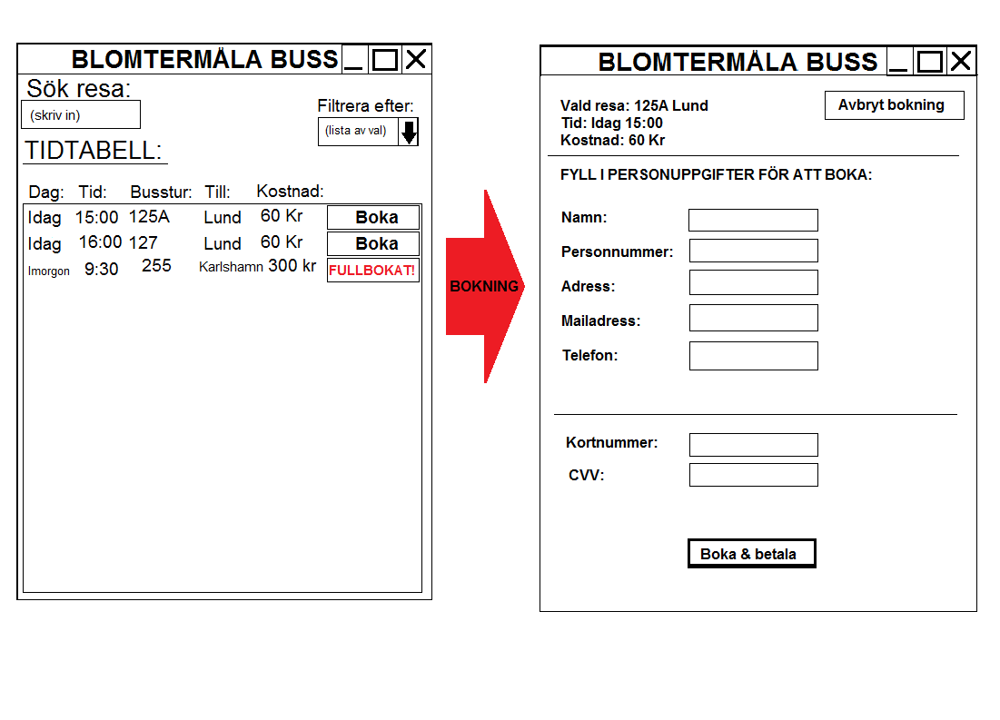 BLOMTERMÅLA BUSS
Sök resa:
(skriv in)
Filtrera efter:
(lista av val)
TIDTABELL:
Dag: Tid: Busstur: Till: Kostnad:
Idag 15:00 125A Lund 60 Kr Boka
Idag 16:00 127 Lund 60 Kr Boka
Imorgon 9:30 255 Karlshamn 300 kr FULLBOKAT!
BOKNING
BLOMTERMÅLA BUSS
Vald resa: 125A Lund
Tid: Idag 15:00
Kostnad: 60 Kr
Avbryt bokning
FYLL I PERSONUPPGIFTER FÖR ATT BOKA:
Namn:
Personnummer:
Adress:
Mailadress:
Telefon:
Kortnummer:
CVV:
Boka & betala